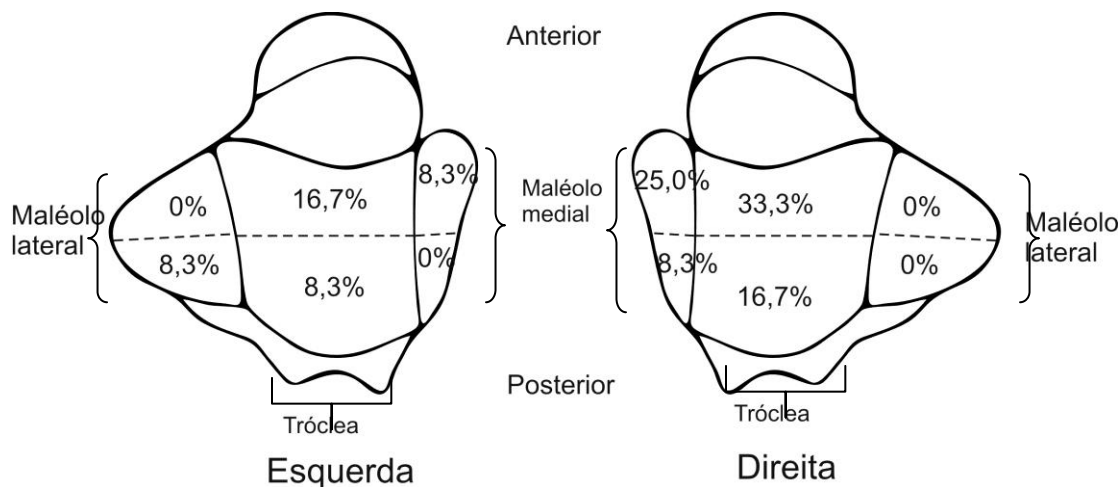 Anterior
8,3%
16,7%
0%
Maléolo
lateral
8,3%
0%
8,3%
Tróclea
Esquerda
Maléolo
medial
25,0%
33,3%
0%
Maléolo
lateral
8,3%
0%
16,7%
Posterior
Tróclea
Direita